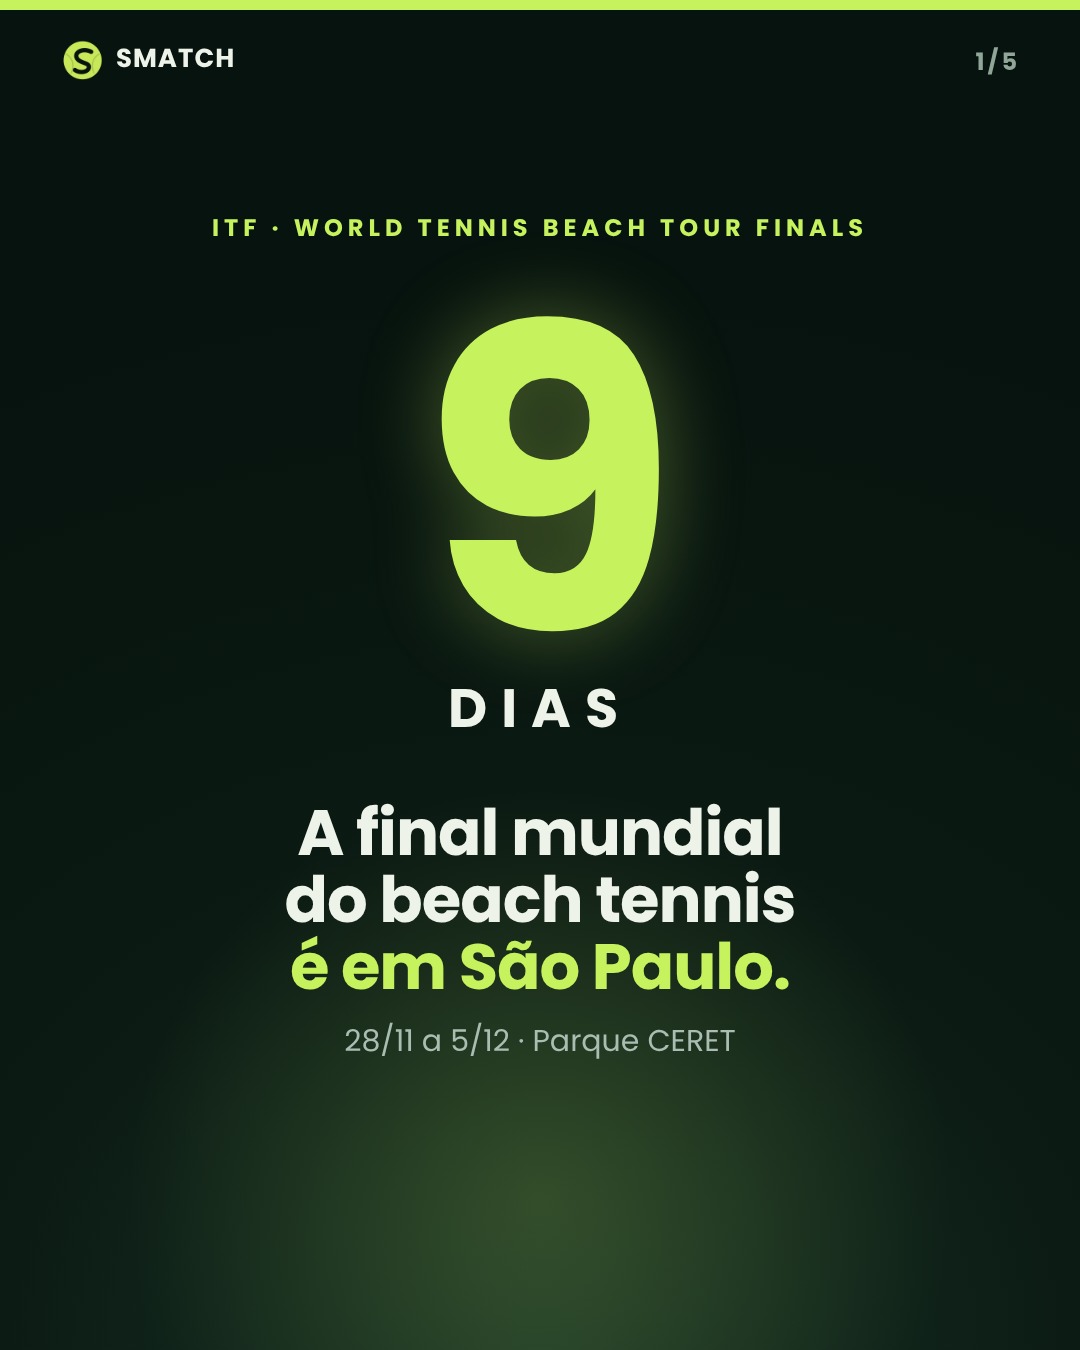 SMATCH
1/5
ITF · WORLD TENNIS BEACH TOUR FINALS
9
DIAS
A final mundial
do beach tennis
é em São Paulo.
28/11 a 5/12 · Parque CERET